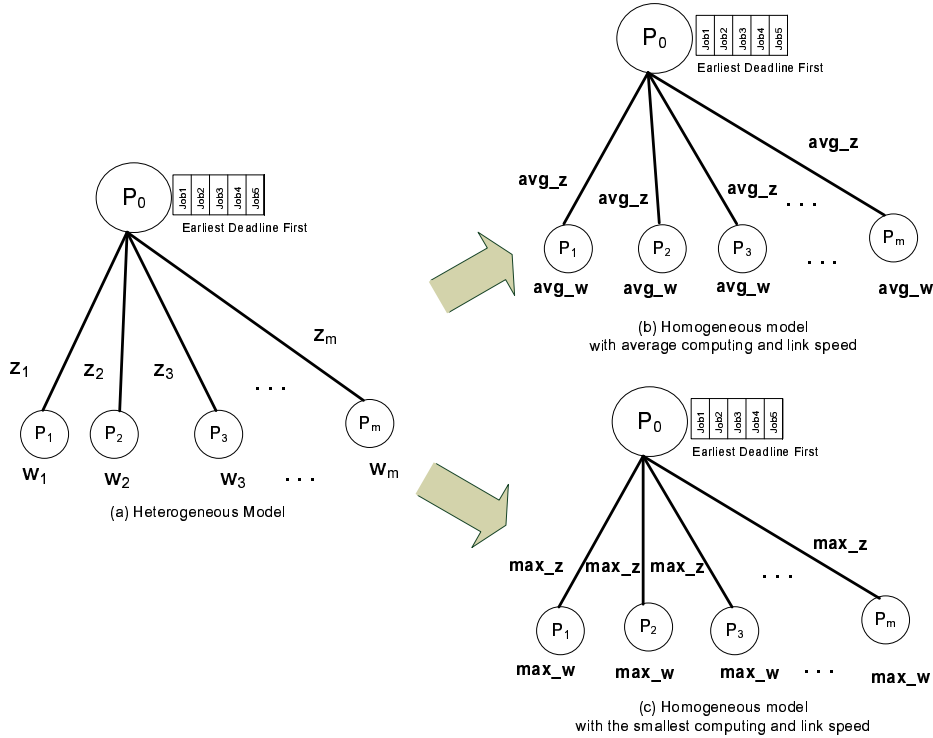 P0
Job1
Job2
Job3
Job4
Job5
Earliest Deadline First
z1
z2
z3
zm
. . .
P1
P2
P3
Pm
w1
w2
w3
. . .
wm
(a) Heterogeneous Model
P0
Job1
Job2
Job3
Job4
Job5
Earliest Deadline First
avg_z
avg_z
avg_z
avg_z
. . .
P1
P2
P3
. . .
Pm
avg_w
avg_w
avg_w
avg_w
(b) Homogeneous model
with average computing and link speed
P0
Job1
Job2
Job3
Job4
Job5
Earliest Deadline First
max_z
max_z
max_z
max_z
. . .
P1
P2
P3
Pm
max_w
max_w
max_w
. . .
max_w
(c) Homogeneous model
with the smallest computing and link speed